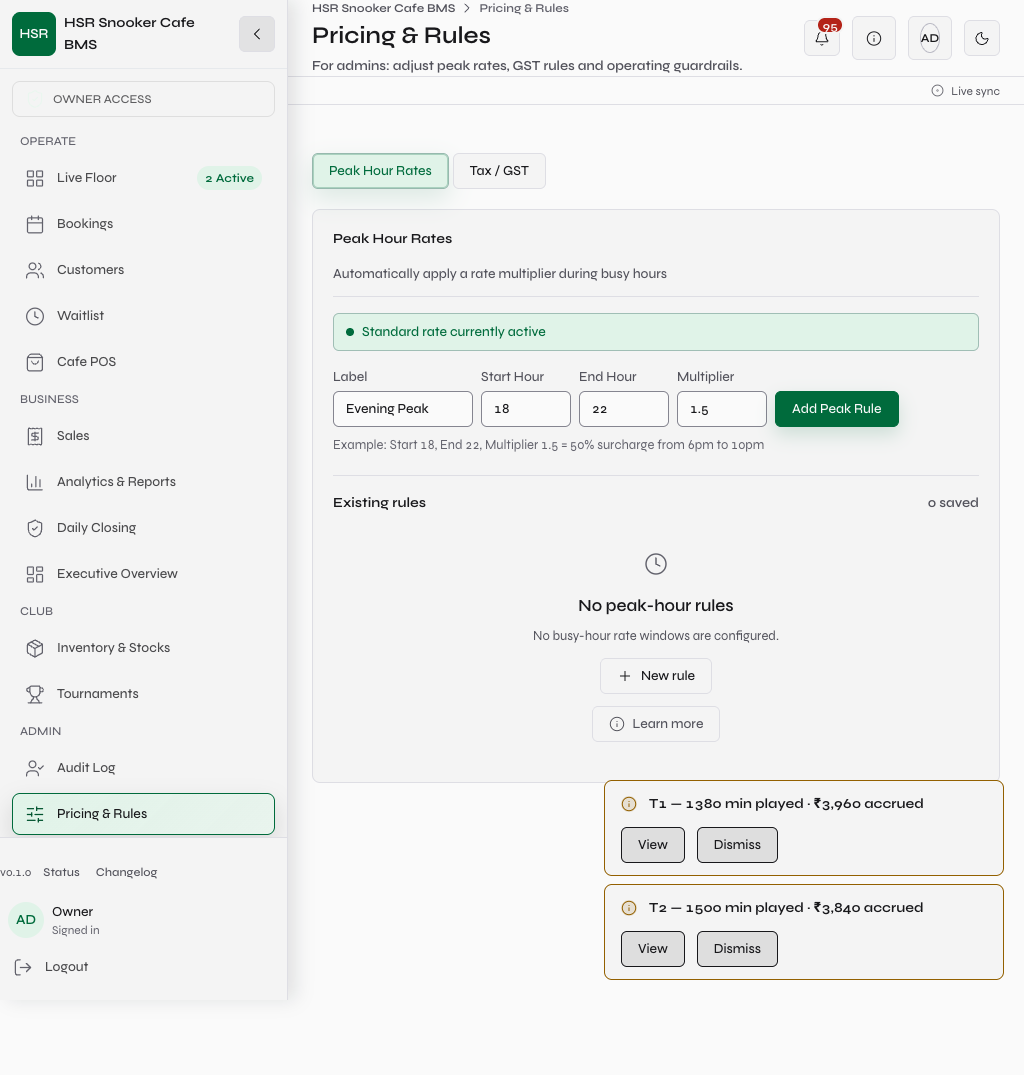 HSR
HSR Snooker Cafe
BMS
OWNER ACCESS
OPERATE
Live Floor
2 Active
Bookings
Customers
Waitlist
Cafe POS
BUSINESS
Sales
Analytics & Reports
Daily Closing
Executive Overview
CLUB
Inventory & Stocks
Tournaments
ADMIN
Audit Log
Pricing & Rules
v0.1.0 Status Changelog
AD
Owner
Signed in
Logout
HSR Snooker Cafe BMS > Pricing & Rules
Pricing & Rules
For admins: adjust peak rates, GST rules and operating guardrails.
95
AD
Live sync
Peak Hour Rates
Tax / GST
Peak Hour Rates
Automatically apply a rate multiplier during busy hours
Standard rate currently active
Label Start Hour End Hour Multiplier
Evening Peak 18 22 1.5 Add Peak Rule
Example: Start 18, End 22, Multiplier 1.5 = 50% surcharge from 6pm to 10pm
Existing rules
0 saved
No peak-hour rules
No busy-hour rate windows are configured.
New rule
Learn more
T1 — 1380 min played · ₹3,960 accrued
View Dismiss
T2 — 1500 min played · ₹3,840 accrued
View Dismiss